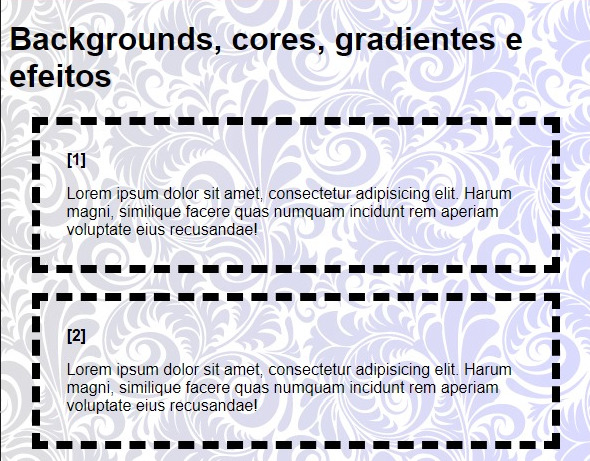 Backgrounds, cores, gradientes e
efeitos
[1]
Lorem ipsum dolor sit amet, consectetur adipisicing elit. Harum
magni, similique facere quas numquam incidunt rem aperiam
voluptate eius recusandae!
[2]
Lorem ipsum dolor sit amet, consectetur adipisicing elit. Harum
magni, similique facere quas numquam incidunt rem aperiam
voluptate eius recusandae!